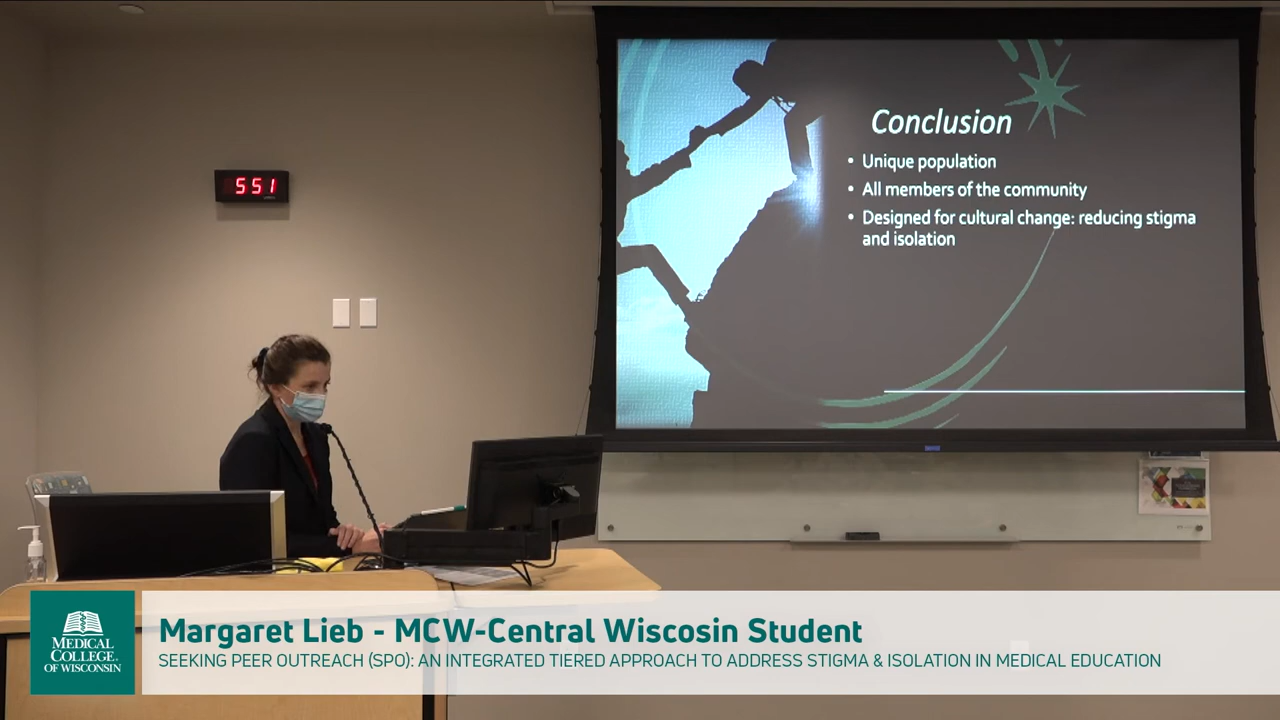 551
Conclusion
• Unique population
• All members of the community
• Designed for cultural change: reducing stigma
and isolation
Margaret Lieb - MCW-Central Wiscosin Student
SEEKING PEER OUTREACH (SPO): AN INTEGRATED TIERED APPROACH TO ADDRESS STIGMA & ISOLATION IN MEDICAL EDUCATION
MEDICAL
COLLEGE
OF WISCONSIN